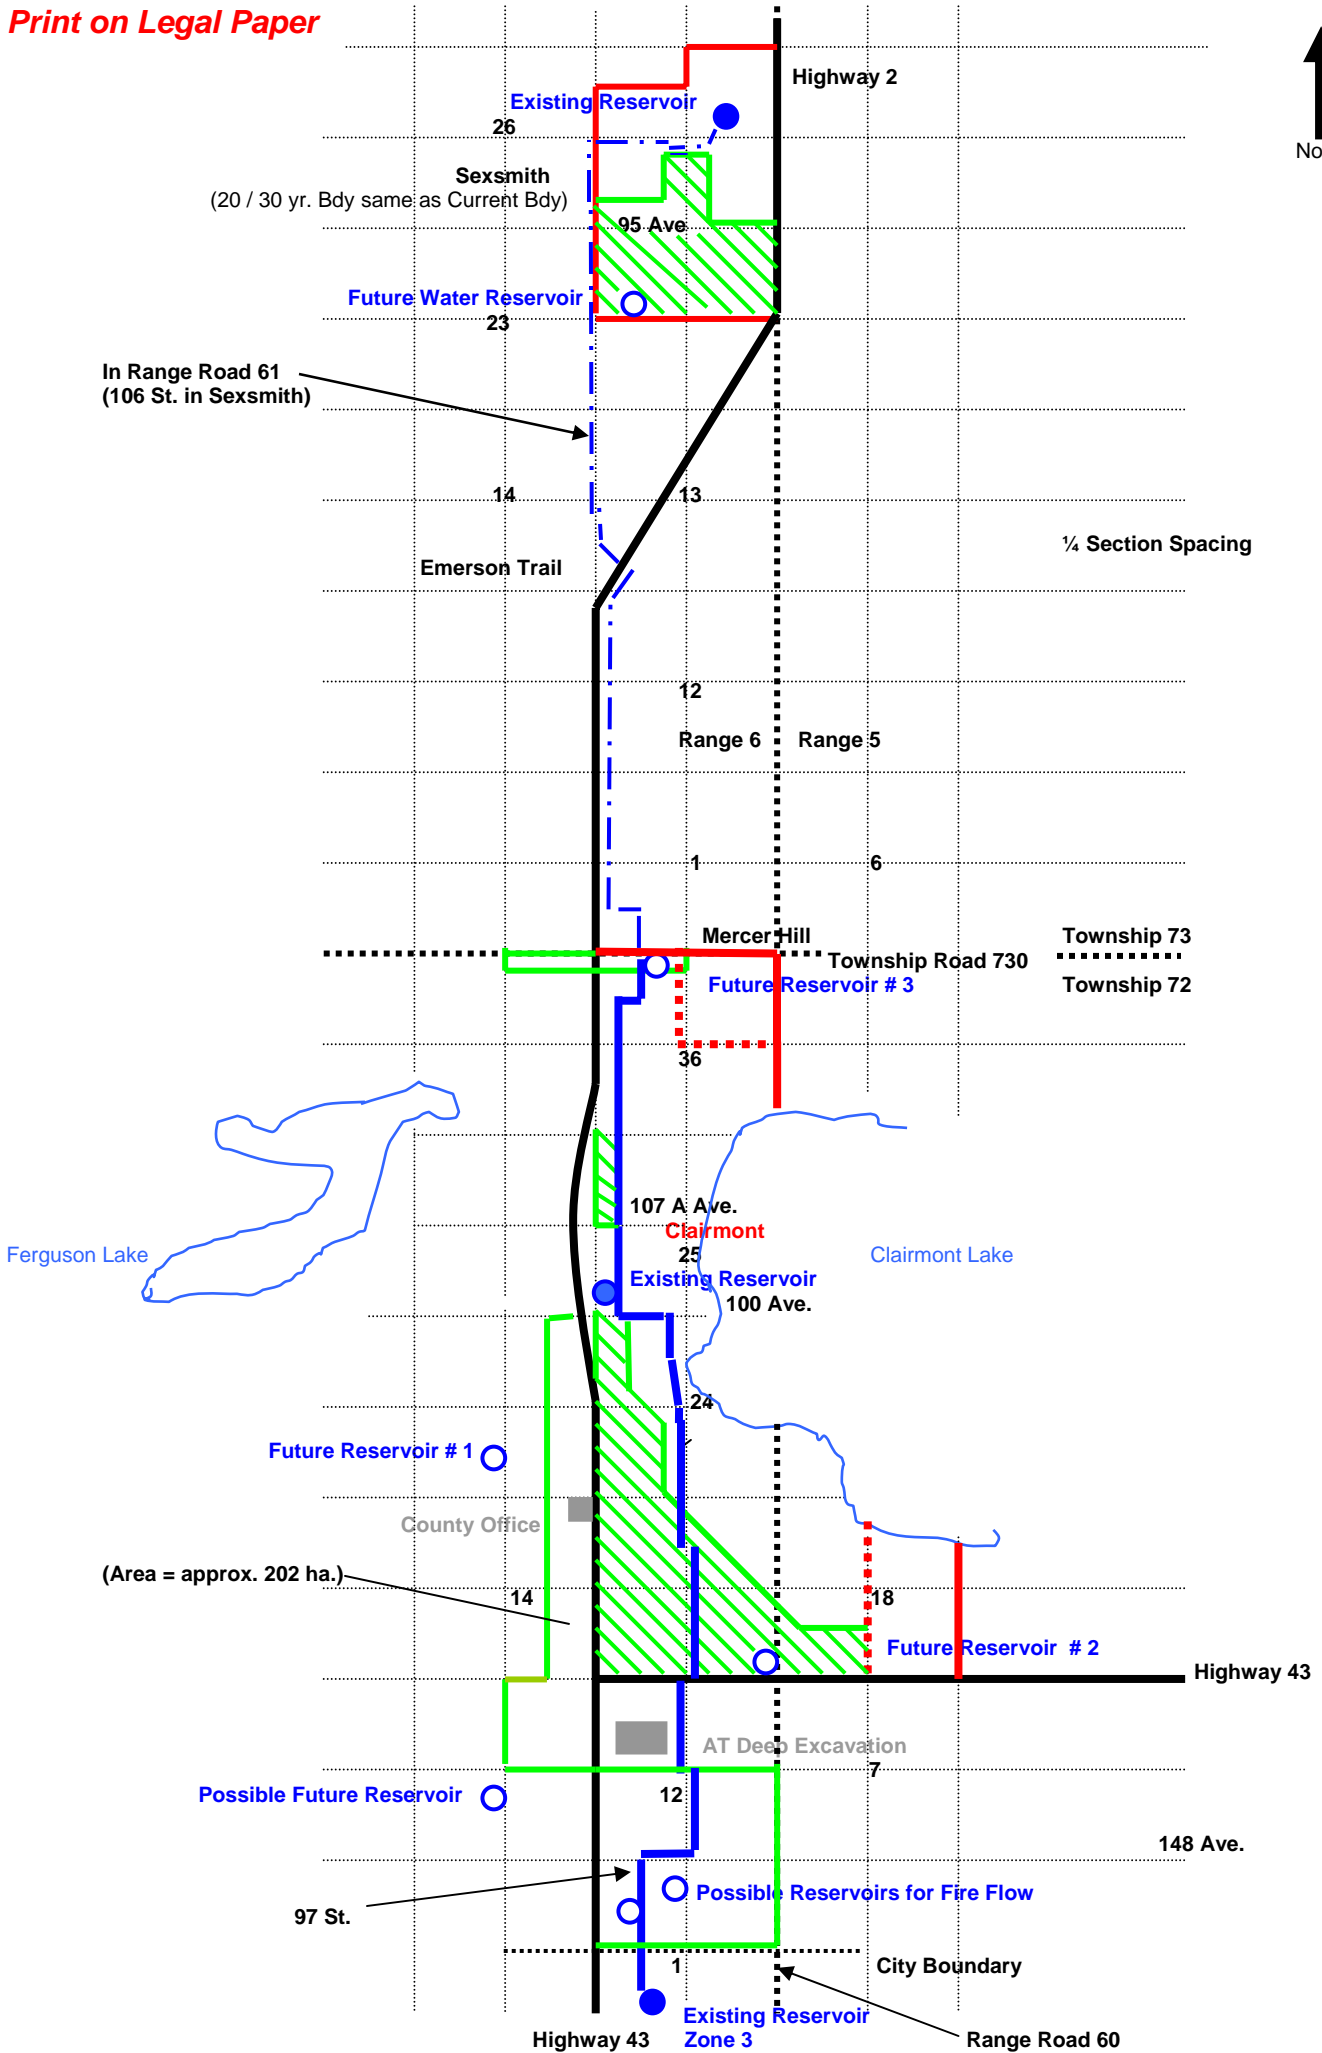 Print on Legal Paper
Highway 2
Existing Reservoir
26
No
Sexsmith
(20 / 30 yr. Bdy same as Current Bdy)
95 Ave
Future Water Reservoir
23
In Range Road 61
(106 St. in Sexsmith)
14
13
¼ Section Spacing
Emerson Trail
12
Range 6
Range 5
1
6
Mercer Hill
Township 73
Township Road 730
Future Reservoir # 3
Township 72
36
107 A Ave.
Clairmont
25
Ferguson Lake
Clairmont Lake
Existing Reservoir
100 Ave.
24
Future Reservoir # 1
County Office
(Area = approx. 202 ha.)
14
18
Future Reservoir # 2
Highway 43
AT Deep Excavation
7
Possible Future Reservoir
12
148 Ave.
Possible Reservoirs for Fire Flow
97 St.
1
City Boundary
Existing Reservoir
Zone 3
Highway 43
Range Road 60